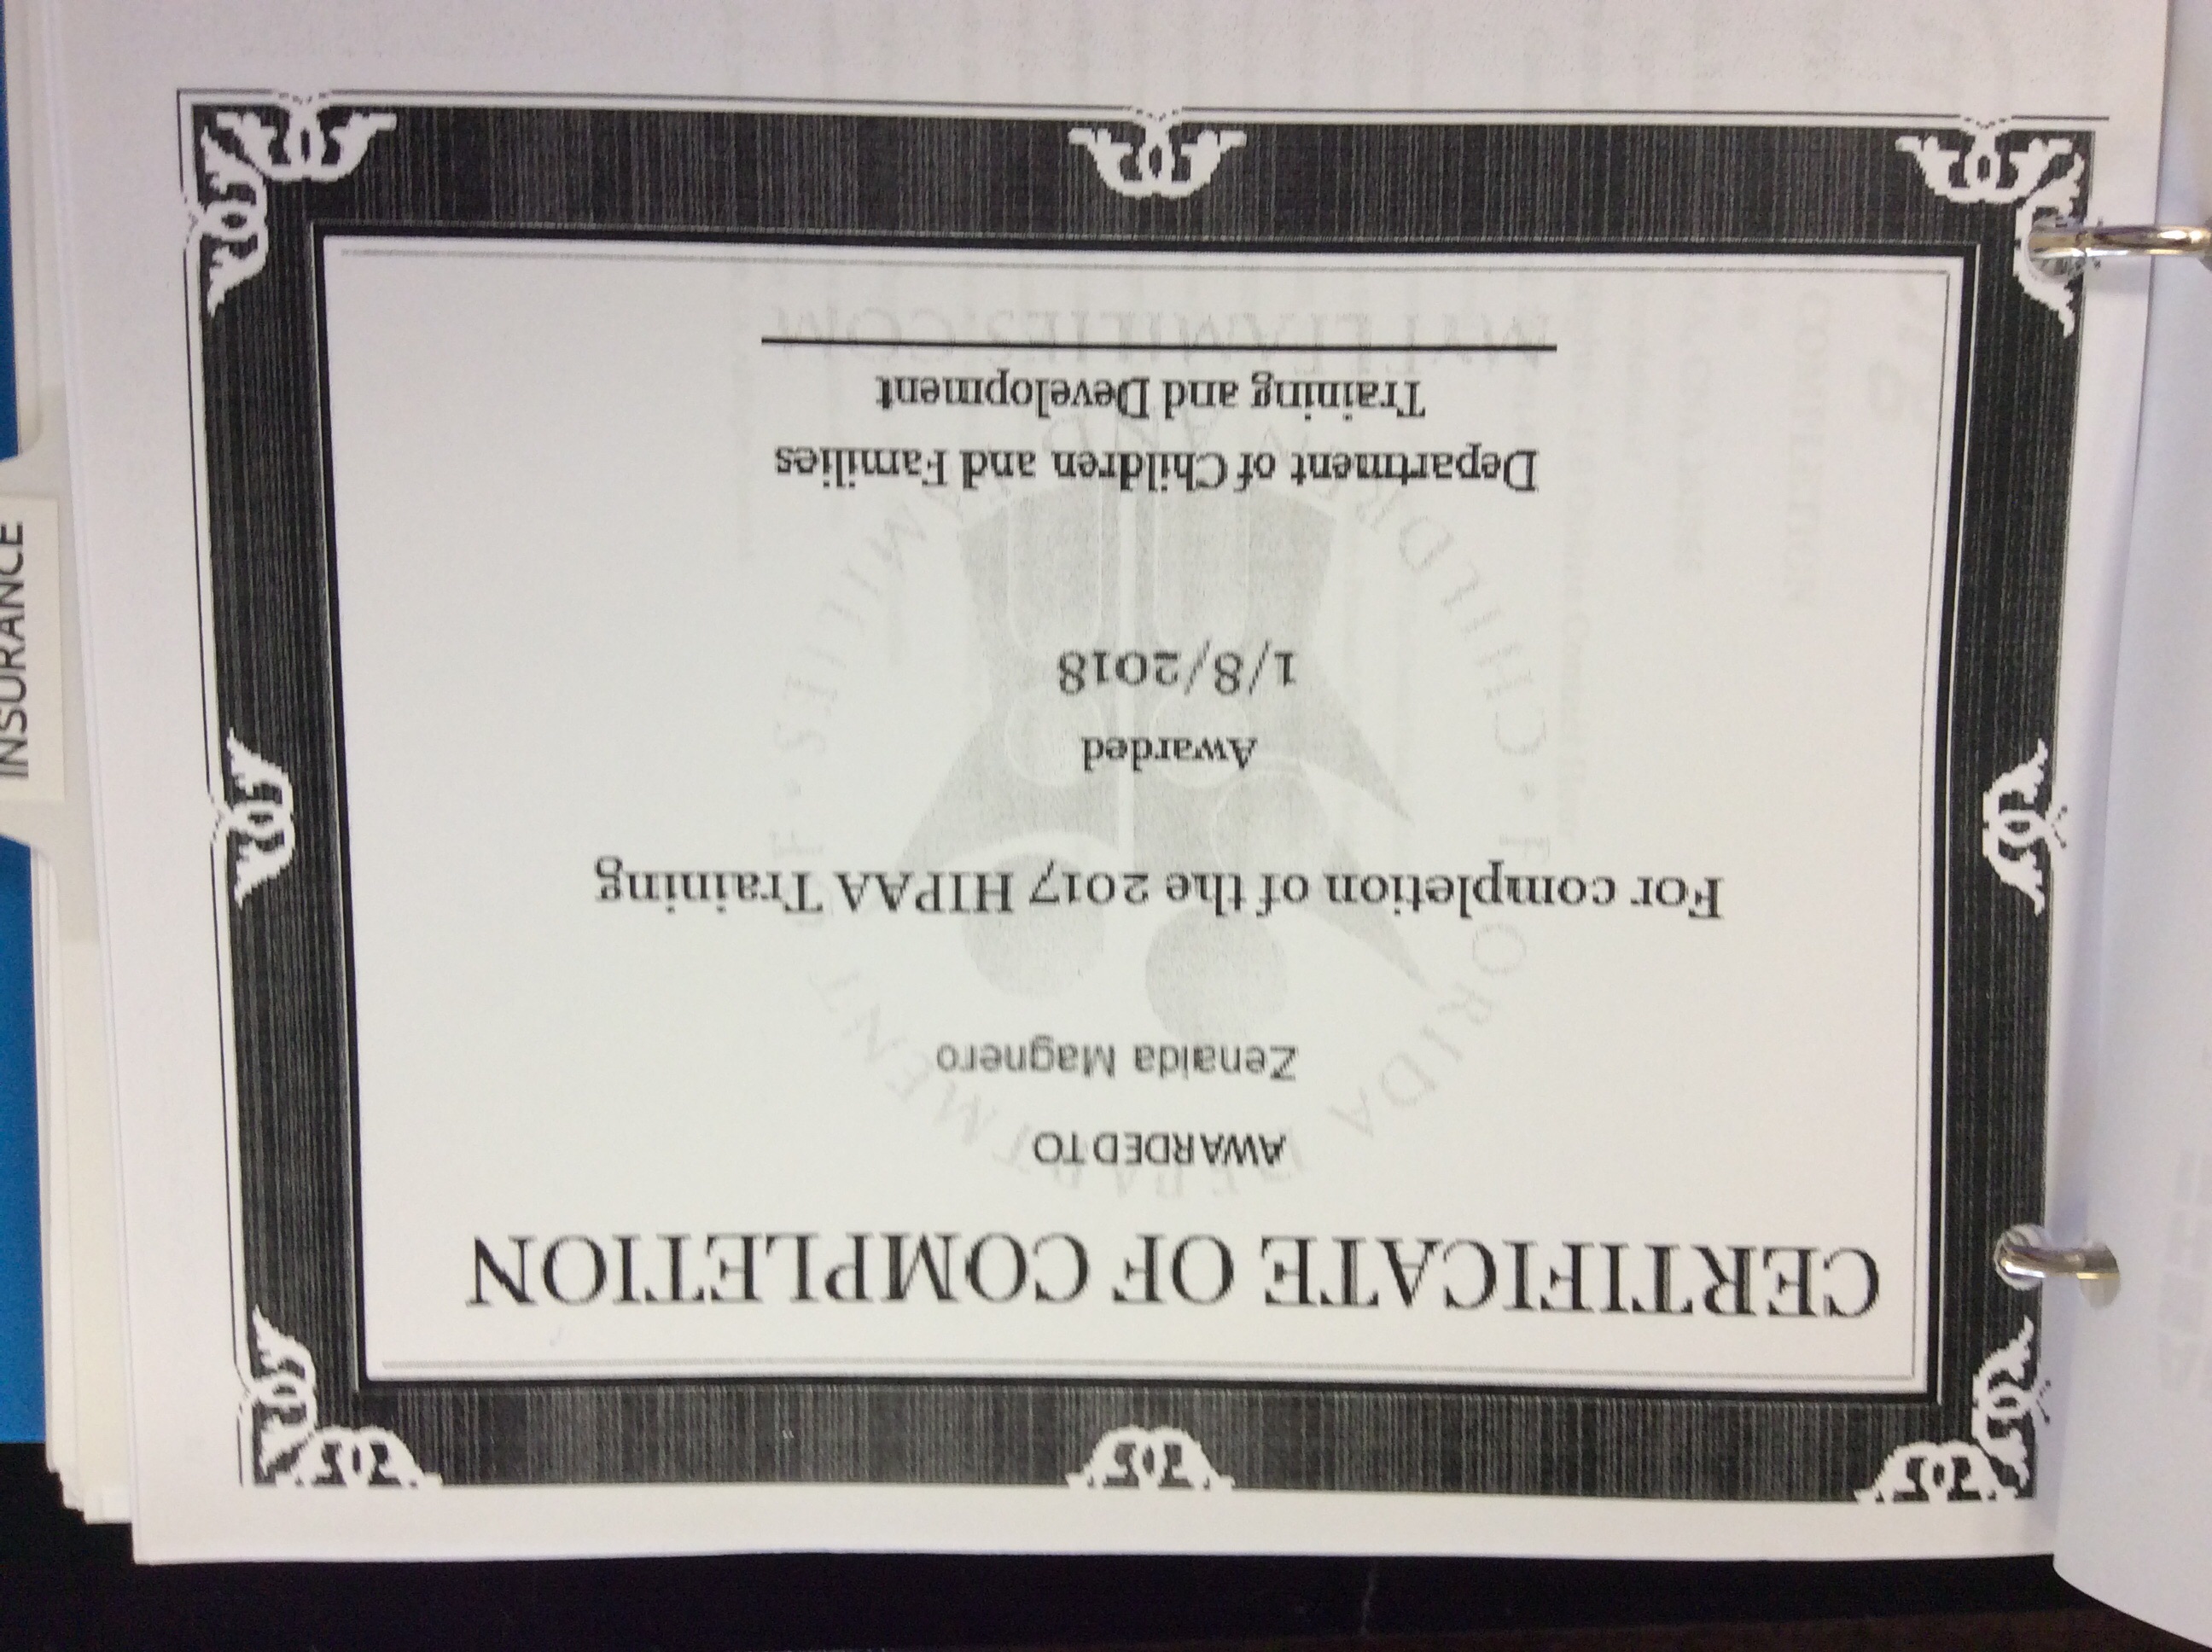 CERTIFICATE OF COMPLETION
AWARDED TO
Zenaida Magnero
For completion of the 2017 HIPAA Training
Awarded
1/8/2018
Department of Children and Families
Training and Development
FLORIDA DEPARTMENT OF
CHILDREN AND FAMILIES
MYFLFAMILIES.COM
INSURANCE